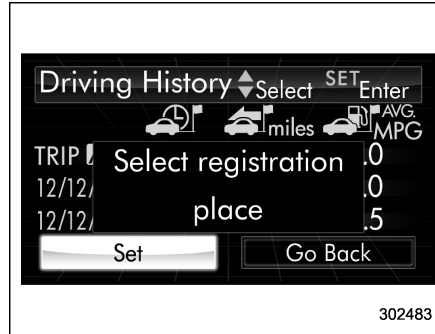 Driving History Select SET Enter
miles AVG. MPG
TRIP .0
Select registration
12/12/ .0
place
12/12/ .5
Set Go Back
302483